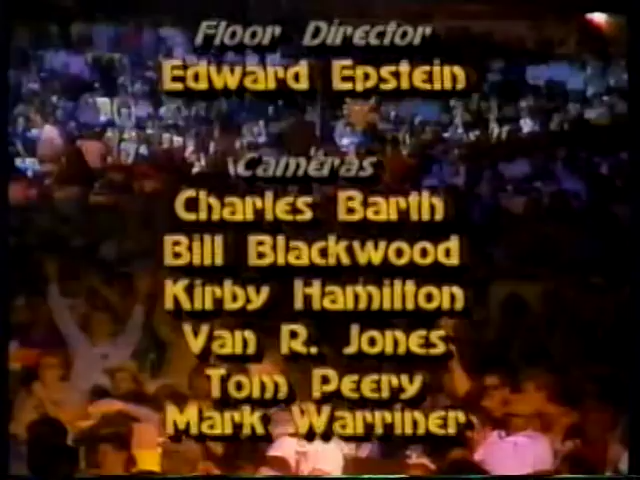 Floor Director
Edward Epstein
Cameras
Charles Barth
Bill Blackwood
Kirby Hamilton
Van R. Jones
Tom Peery
Mark Warriner